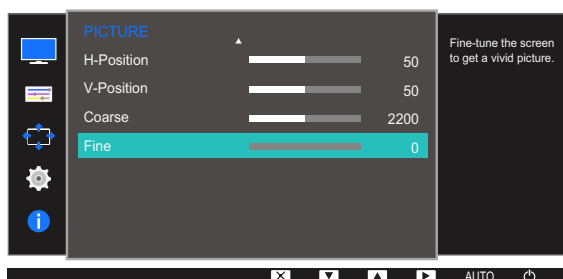 PICTURE
H-Position 50
V-Position 50
Coarse 2200
Fine 0
Fine-tune the screen
to get a vivid picture.
AUTO